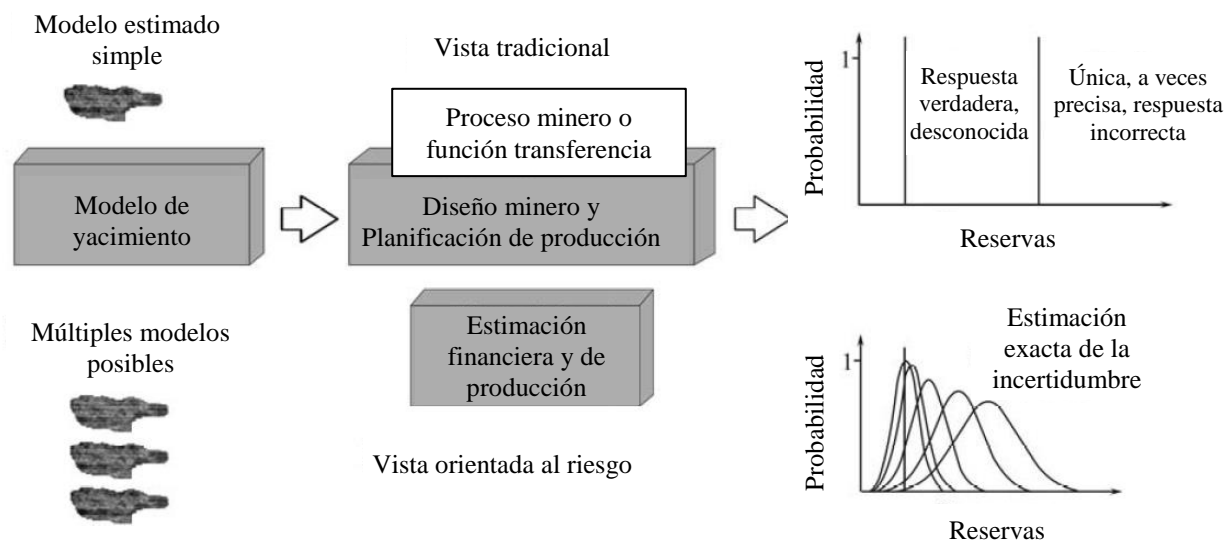 Modelo estimado
simple
Vista tradicional
Proceso minero o
función transferencia
Modelo de
yacimiento
Diseño minero y
Planificación de producción
Probabilidad
1
Respuesta
verdadera,
desconocida
Única, a veces
precisa, respuesta
incorrecta
Reservas
Múltiples modelos
posibles
Estimación
financiera y de
producción
Vista orientada al riesgo
Probabilidad
1
Estimación
exacta de la
incertidumbre
Reservas